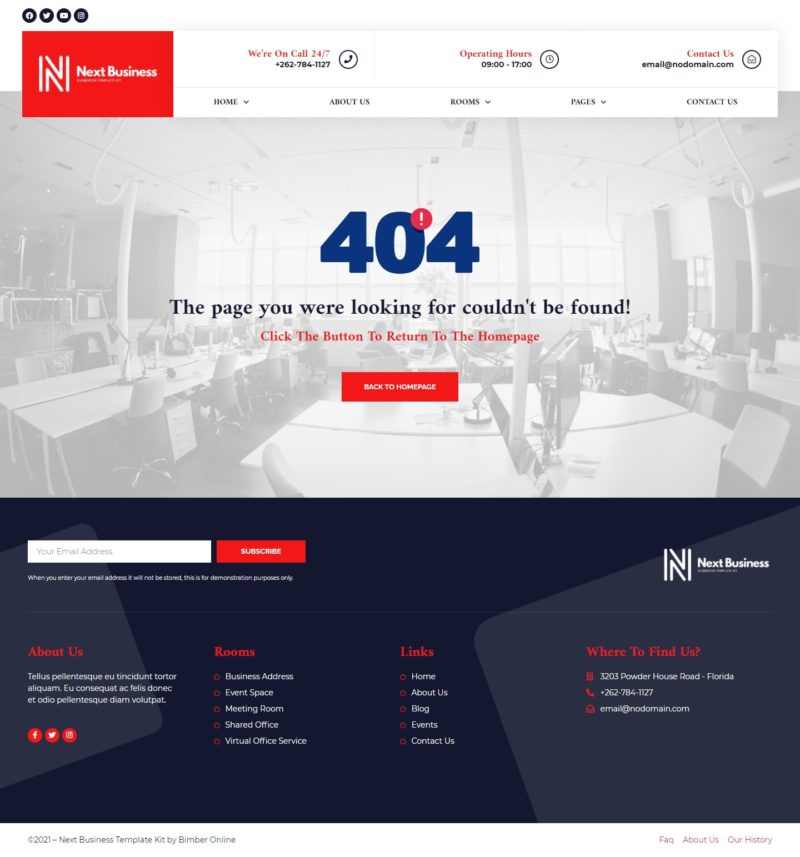 Next Business
ELEMENTOR TEMPLATE KIT
We're On Call 24/7
+262-784-1127
Operating Hours
09:00 - 17:00
Contact Us
email@nodomain.com
HOME
ABOUT US
ROOMS
PAGES
CONTACT US
404
!
The page you were looking for couldn't be found!
Click The Button To Return To The Homepage
BACK TO HOMEPAGE
Your Email Address
SUBSCRIBE
When you enter your email address it will not be stored, this is for demonstration purposes only.
Next Business
ELEMENTOR TEMPLATE KIT
About Us
Tellus pellentesque eu tincidunt tortor
aliquam. Eu consequat ac felis donec
et odio pellentesque diam volutpat.
Rooms
Business Address
Event Space
Meeting Room
Shared Office
Virtual Office Service
Links
Home
About Us
Blog
Events
Contact Us
Where To Find Us?
3203 Powder House Road - Florida
+262-784-1127
email@nodomain.com
©2021 – Next Business Template Kit by Bimber Online
Faq About Us Our History